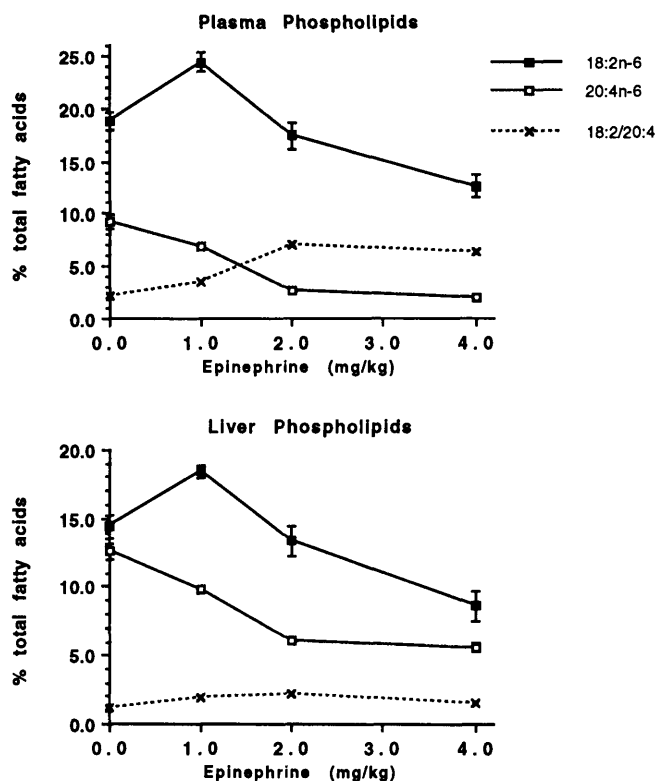 Plasma Phospholipids
18:2n-6
20:4n-6
18:2/20:4
% total fatty acids
25.0
20.0
15.0
10.0
5.0
0.0
0.0 1.0 2.0 3.0 4.0
Epinephrine (mg/kg)
Liver Phospholipids
% total fatty acids
20.0
15.0
10.0
5.0
0.0
0.0 1.0 2.0 3.0 4.0
Epinephrine (mg/kg)